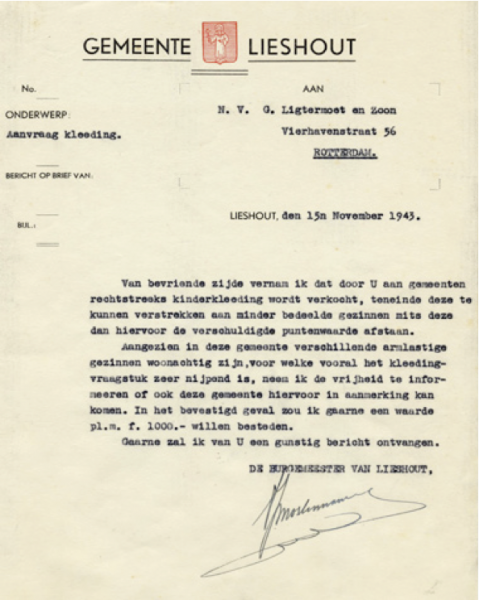 GEMEENTE LIESHOUT
No.
AAN
ONDERWERP:
Aanvraag kleeding.
N. V. G. Ligtermoet en Zoon
Vierhavenstraat 56
ROTTERDAM.
BERICHT OP BRIEF VAN:
BIJL.:
LIESHOUT, den 15n November 1943.
Van bevriende zijde vernam ik dat door U aan gemeenten
rechtstreeks kinderkleeding wordt verkocht, teneinde deze te
kunnen verstrekken aan minder bedeelde gezinnen mits deze
dan hiervoor de verschuldigde puntenwaarde afstaan.
Aangezien in deze gemeente verschillende armlastige
gezinnen woonachtig zijn,voor welke vooral het kleeding-
vraagstuk zeer nijpend is, neem ik de vrijheid te infor-
meeren of ook deze gemeente hiervoor in aanmerking kan
komen. In het bevestigd geval zou ik gaarne een waarde
pl.m. f. 1000.- willen besteden.
Gaarne zal ik van U een gunstig bericht ontvangen.
DE BURGEMEESTER VAN LIESHOUT,